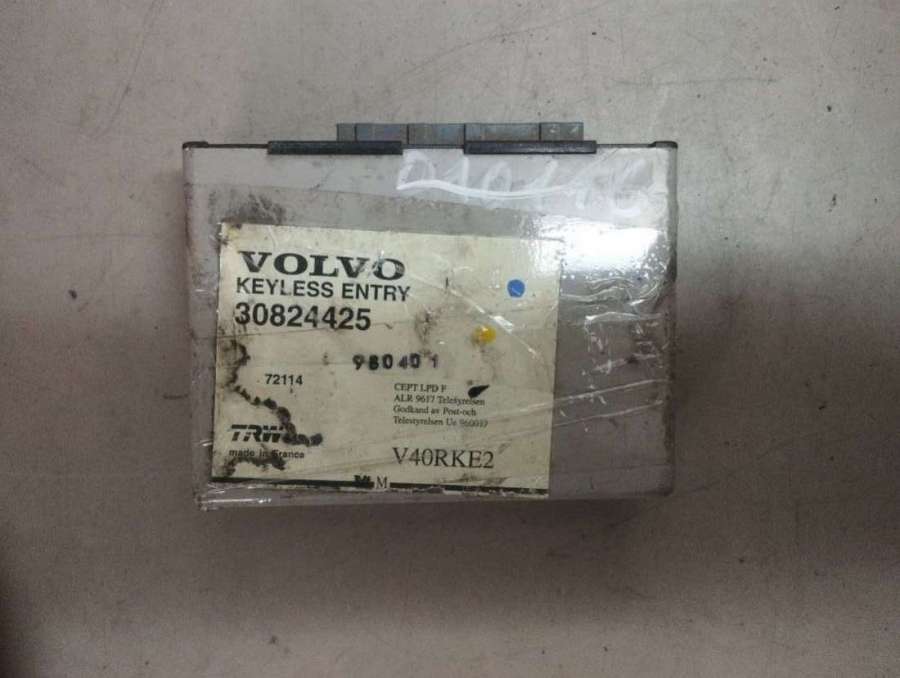 VOLVO
KEYLESS ENTRY
30824425
980401
72114
CEPT LPD F
ALR 9617 Telestyrelsen
Godkand av Post-och
Telestyrelsen Ue 960037
TRW
made in France
V40RKE2
M